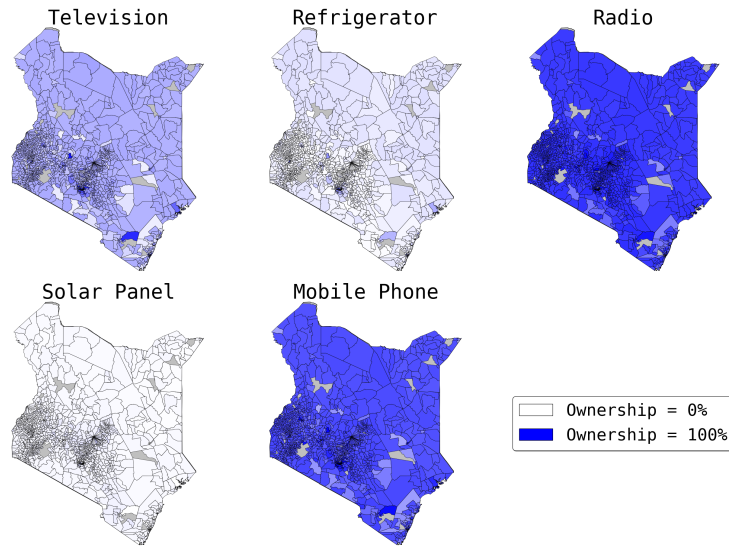 Television
Refrigerator
Radio
Solar Panel
Mobile Phone
Ownership = 0%
Ownership = 100%